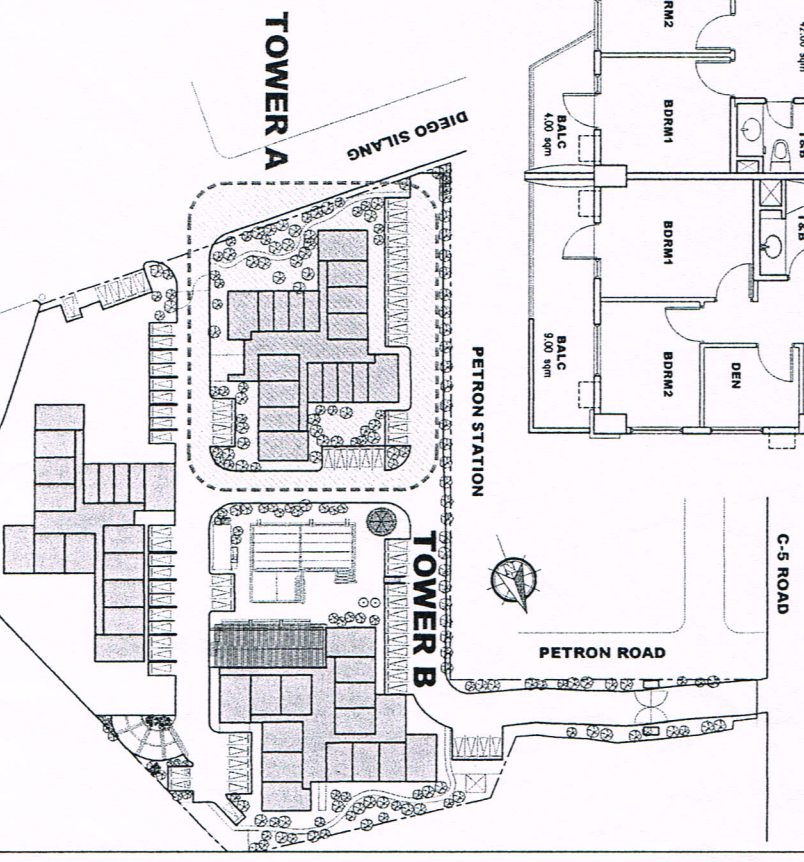 TOWER A
DIEGO SILANG
BDRM2
BDRM1
BALC
4.00 sqm
T&B
BDRM1
T&B
BALC
9.00 sqm
BDRM2
DEN
PETRON STATION
TOWER B
C-5 ROAD
PETRON ROAD